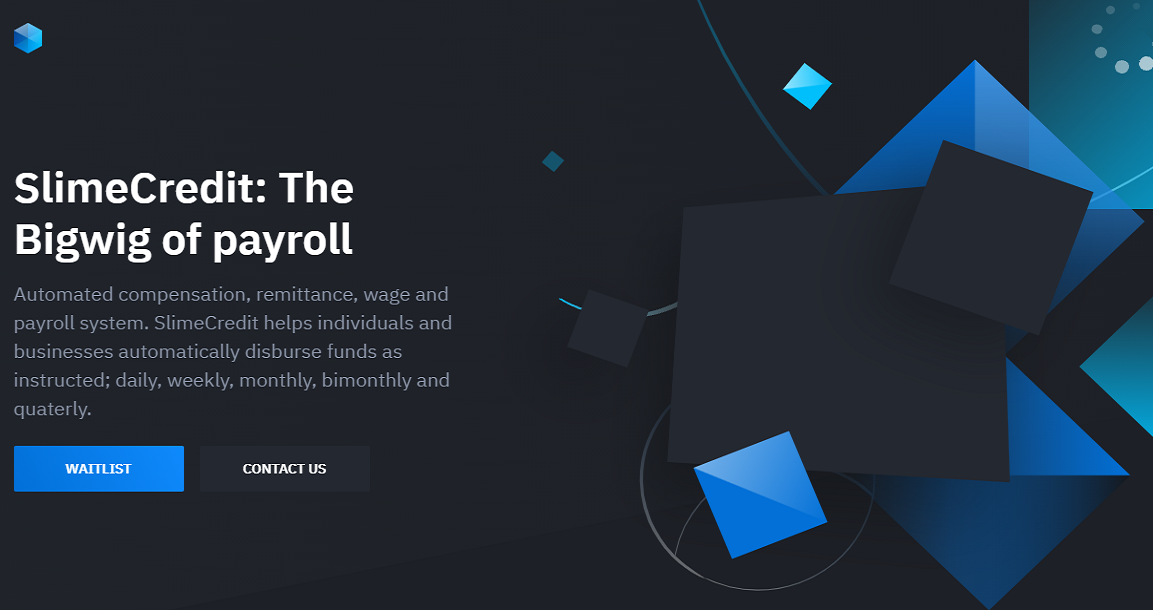 SlimeCredit: The
Bigwig of payroll
Automated compensation, remittance, wage and
payroll system. SlimeCredit helps individuals and
businesses automatically disburse funds as
instructed; daily, weekly, monthly, bimonthly and
quaterly.
WAITLIST
CONTACT US